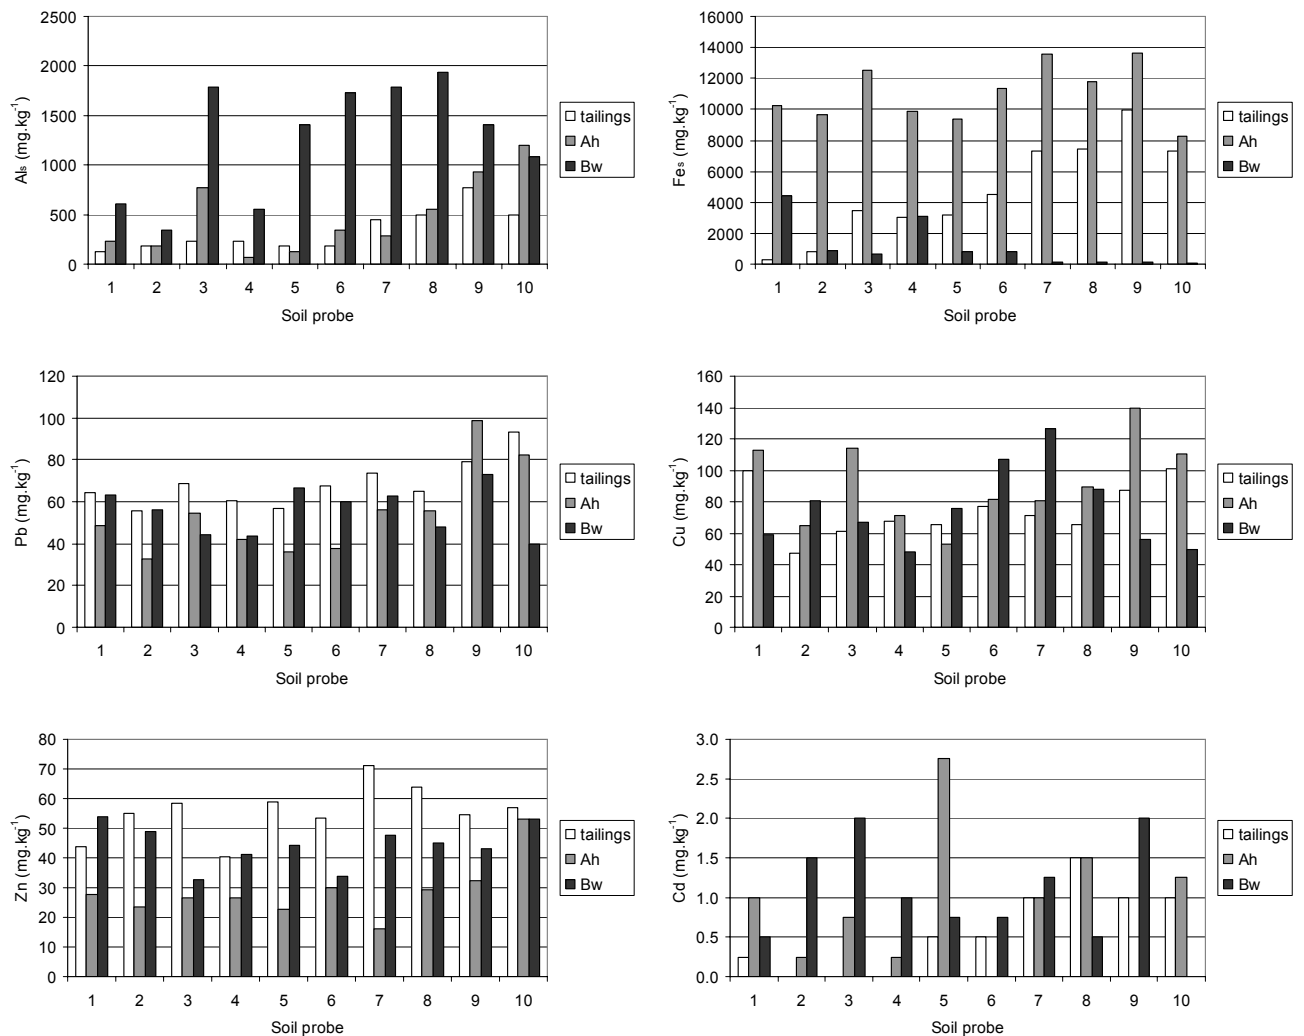 2500
2000
1500
1000
500
0
Als (mg.kg-1)
1 2 3 4 5 6 7 8 9 10
Soil probe
tailings
Ah
Bw
16000
14000
12000
10000
8000
6000
4000
2000
0
Fes (mg.kg-1)
1 2 3 4 5 6 7 8 9 10
Soil probe
tailings
Ah
Bw
120
100
80
60
40
20
0
Pb (mg.kg-1)
1 2 3 4 5 6 7 8 9 10
Soil probe
tailings
Ah
Bw
160
140
120
100
80
60
40
20
0
Cu (mg.kg-1)
1 2 3 4 5 6 7 8 9 10
Soil probe
tailings
Ah
Bw
80
70
60
50
40
30
20
10
0
Zn (mg.kg-1)
1 2 3 4 5 6 7 8 9 10
Soil probe
tailings
Ah
Bw
3.0
2.5
2.0
1.5
1.0
0.5
0.0
Cd (mg.kg-1)
1 2 3 4 5 6 7 8 9 10
Soil probe
tailings
Ah
Bw